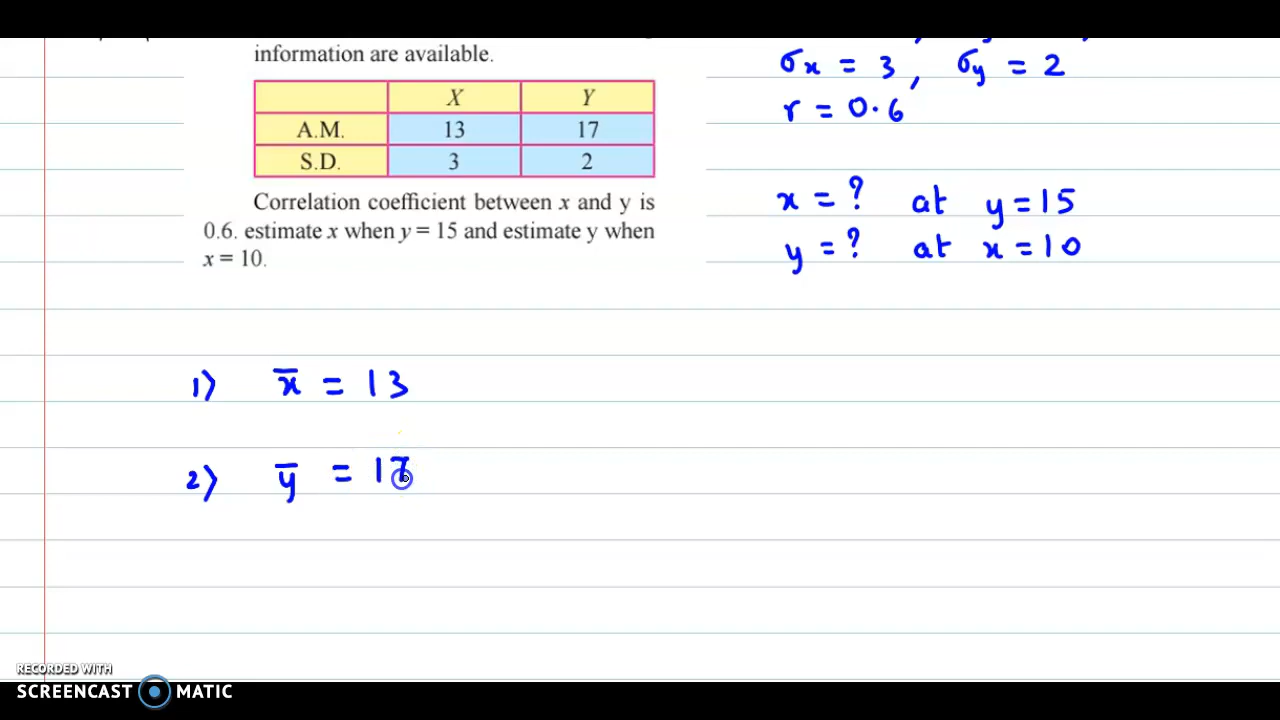 information are available.
X Y
A.M. 13 17
S.D. 3 2
Correlation coefficient between x and y is
0.6. estimate x when y = 15 and estimate y when
x = 10.
σx = 3, σy = 2
r = 0.6
x = ? at y = 15
y = ? at x = 10
1) x̄ = 13
2) ȳ = 17
RECORDED WITH
SCREENCAST MATIC